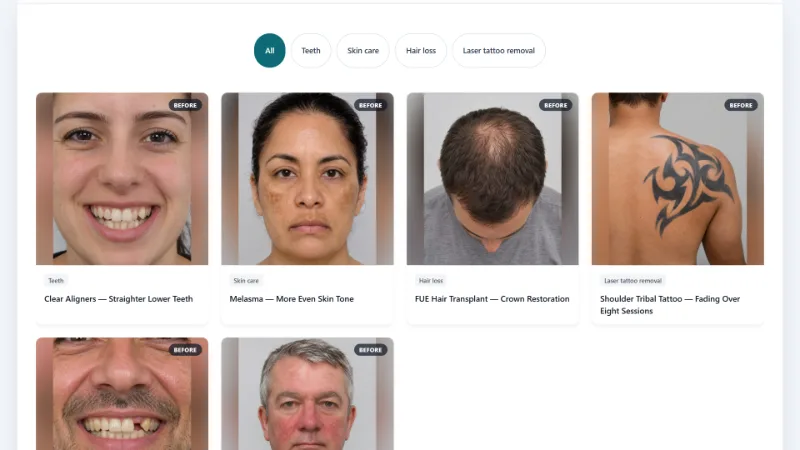 All
Teeth
Skin care
Hair loss
Laser tattoo removal
BEFORE
BEFORE
BEFORE
BEFORE
Teeth
Skin care
Hair loss
Laser tattoo removal
Clear Aligners — Straighter Lower Teeth
Melasma — More Even Skin Tone
FUE Hair Transplant — Crown Restoration
Shoulder Tribal Tattoo — Fading Over
Eight Sessions
BEFORE
BEFORE